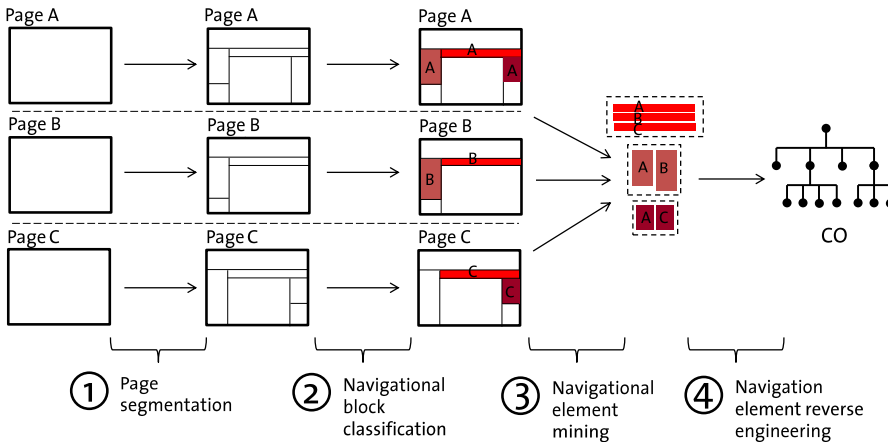 Page A
Page A
Page A
A
A
A
Page B
Page B
Page B
B
B
Page C
Page C
Page C
C
C
A
B
C
A B
A C
CO
1 Page
segmentation
2 Navigational
block
classification
3 Navigational
element
mining
4 Navigation
element reverse
engineering